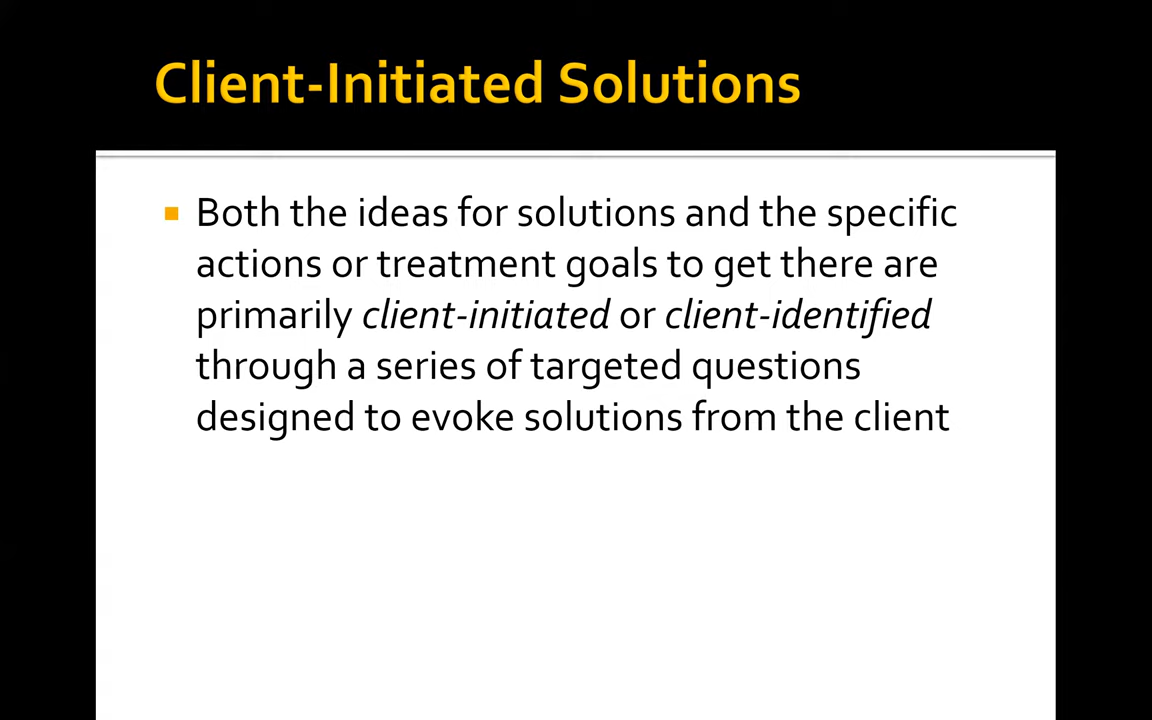 Client-Initiated Solutions
Both the ideas for solutions and the specific
actions or treatment goals to get there are
primarily client-initiated or client-identified
through a series of targeted questions
designed to evoke solutions from the client